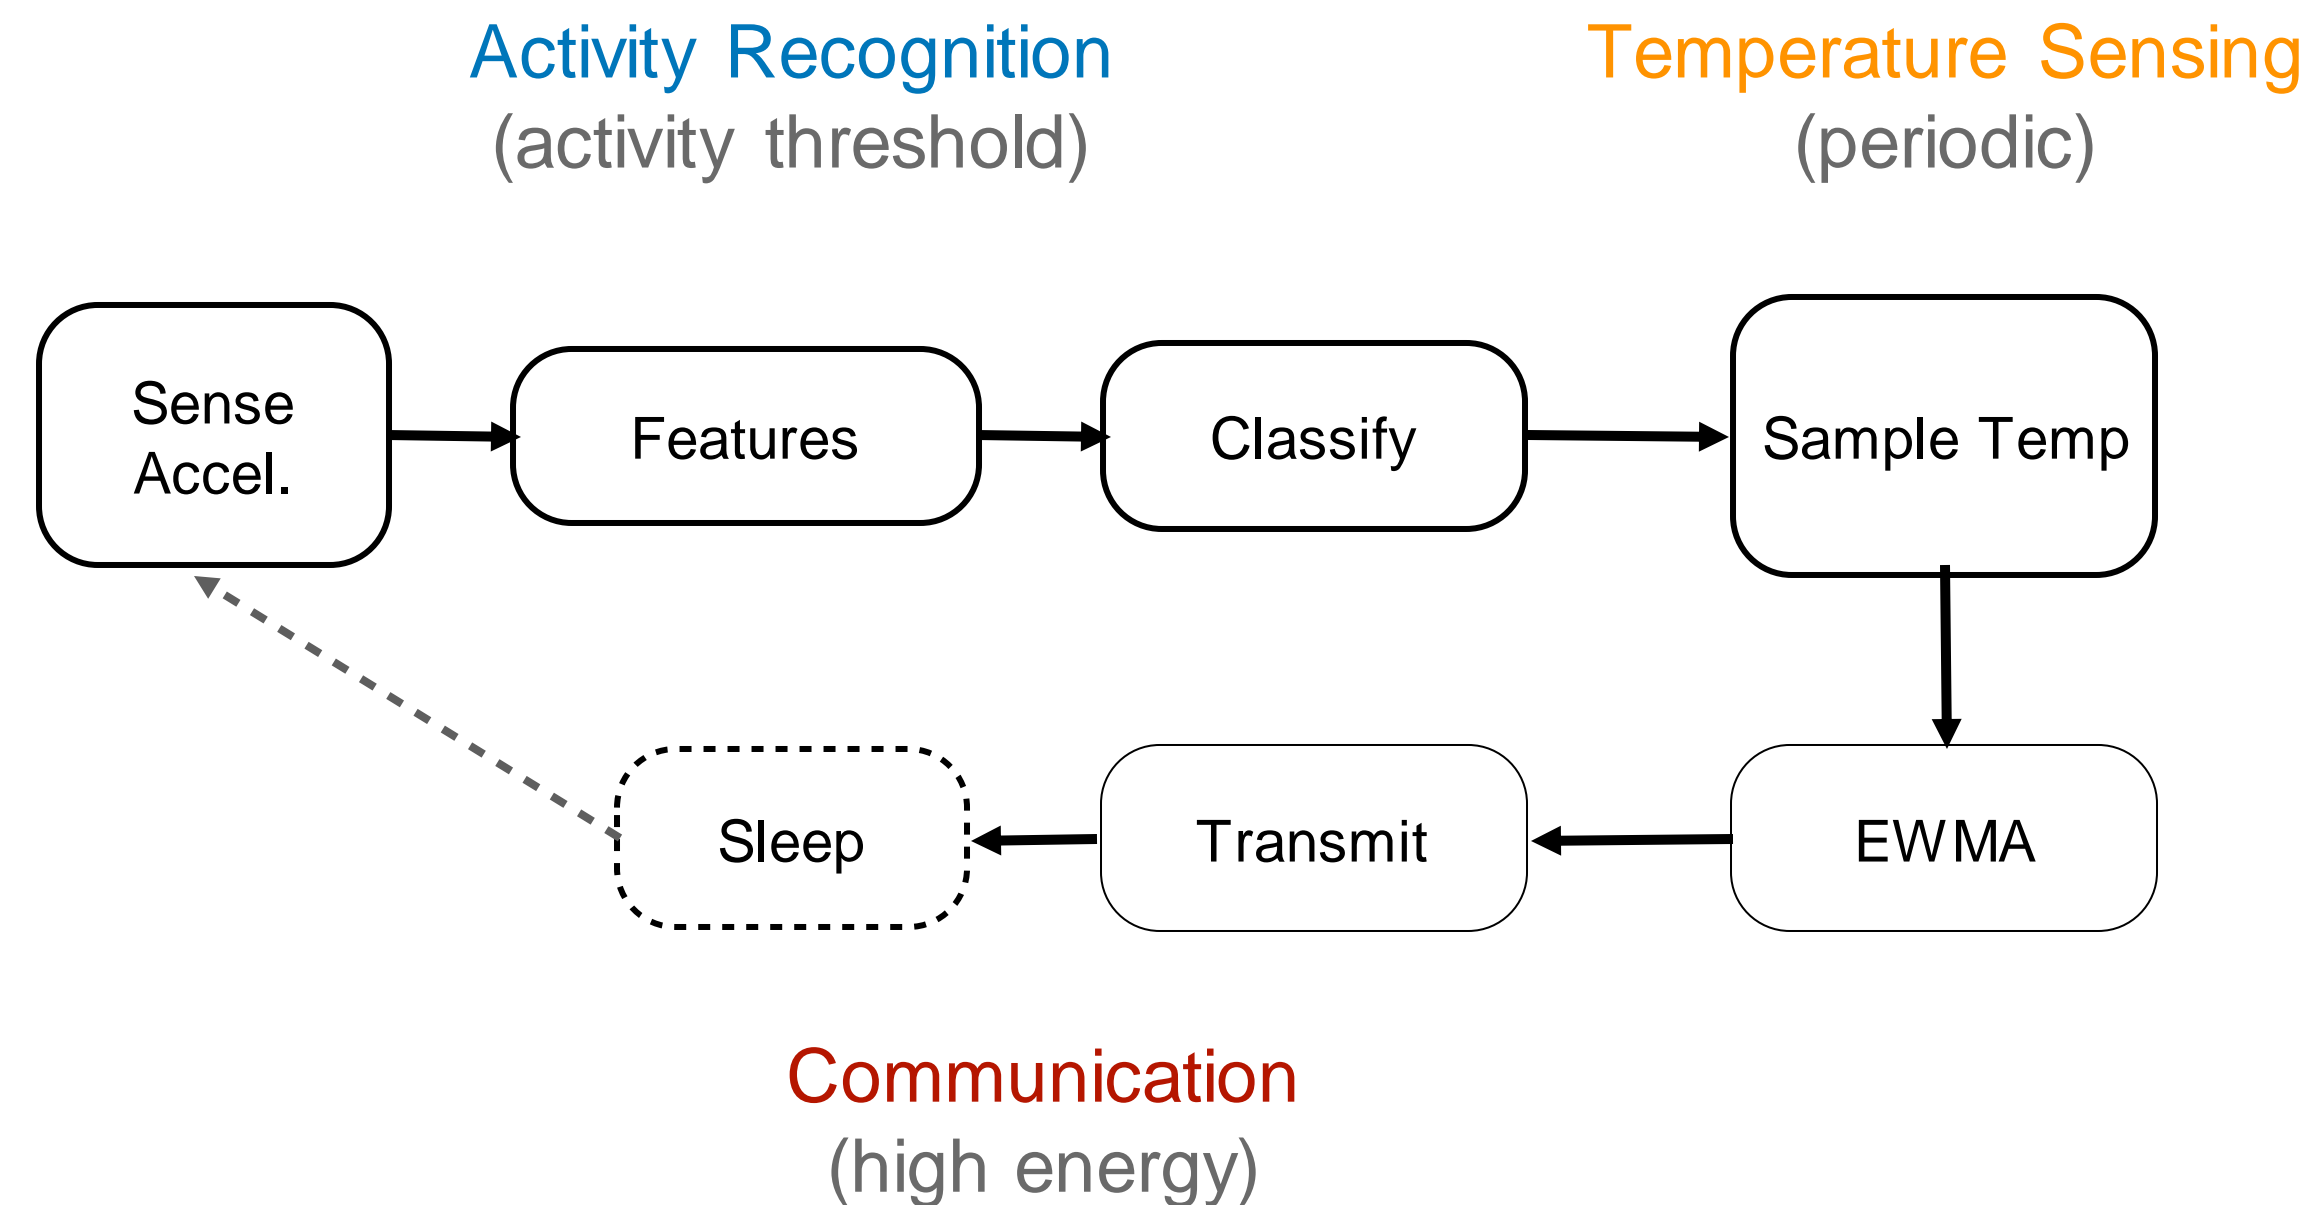 Activity Recognition
(activity threshold)
Temperature Sensing
(periodic)
Sense
Accel.
Features
Classify
Sample Temp
Sleep
Transmit
EWMA
Communication
(high energy)